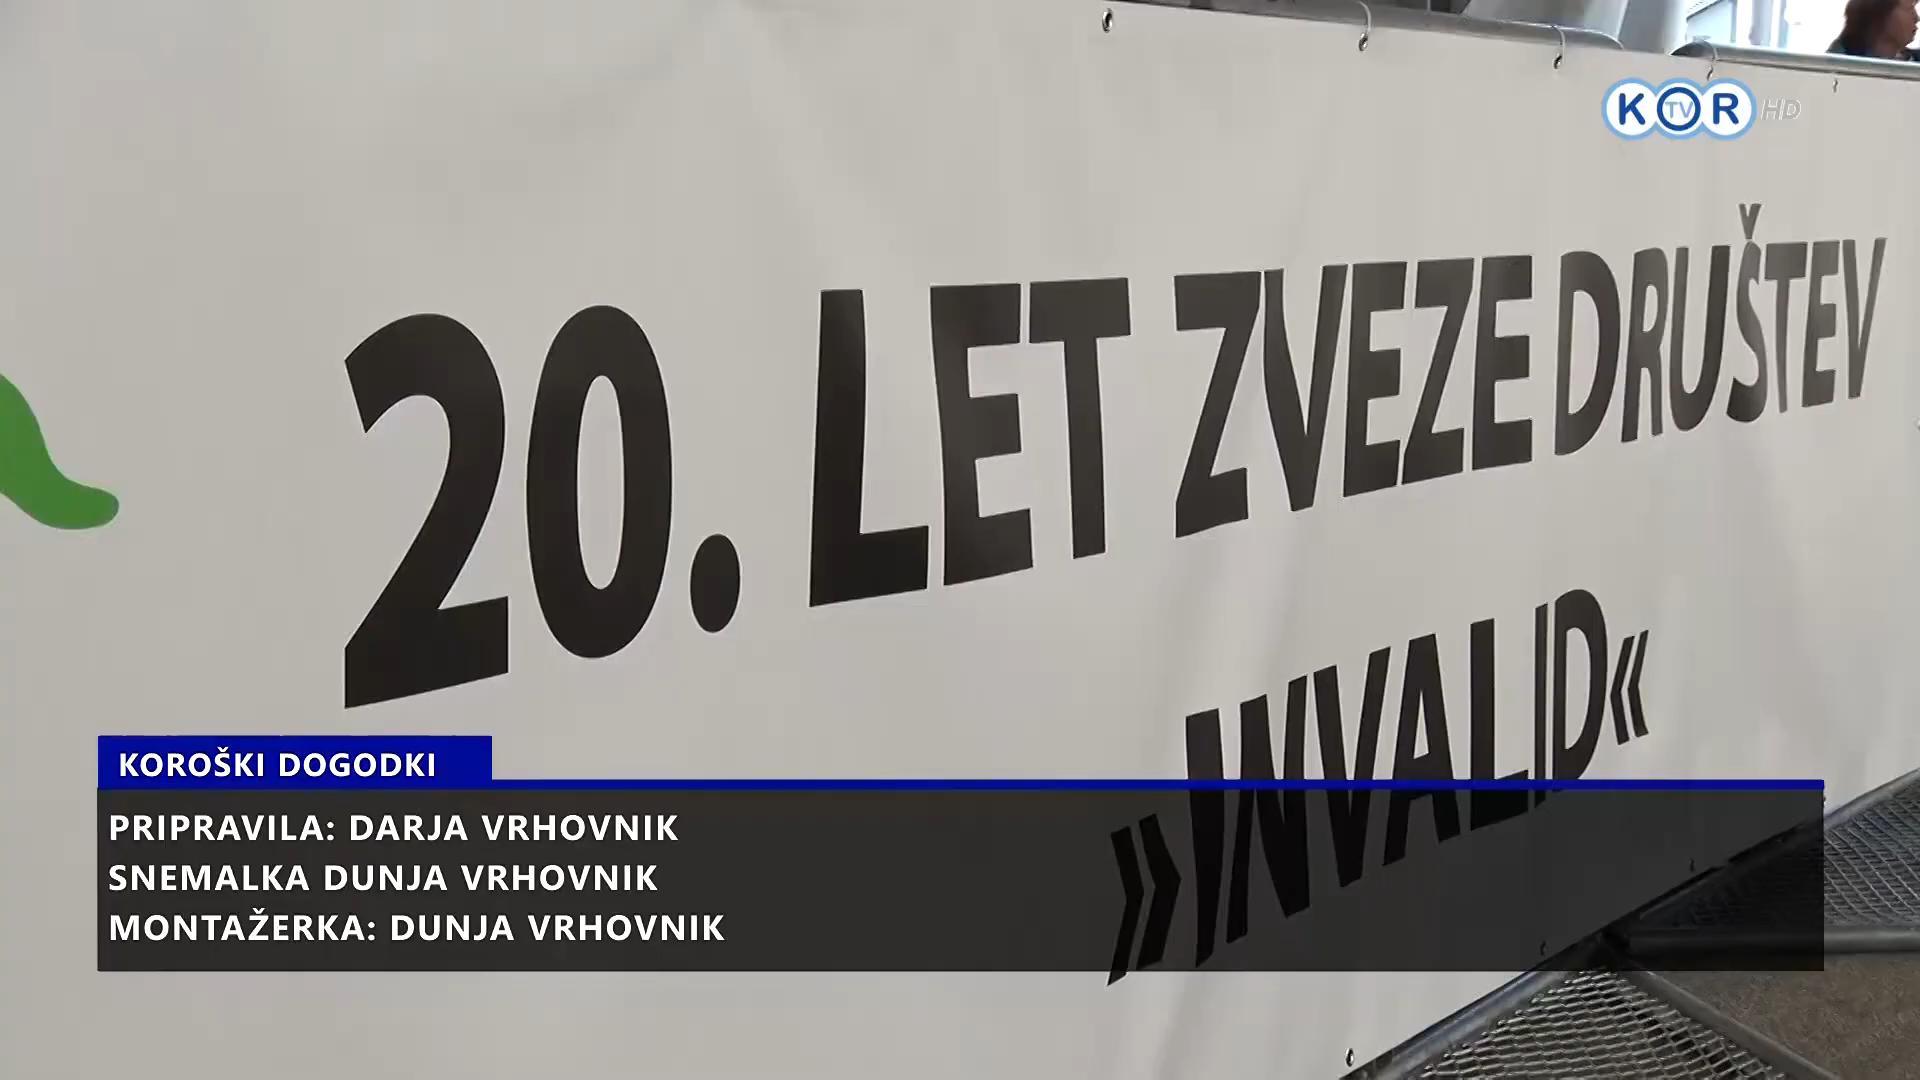 KOR
TV
HD
20. LET ZVEZE DRUŠTEV
»INVALID«
KOROŠKI DOGODKI
PRIPRAVILA: DARJA VRHOVNIK
SNEMALKA DUNJA VRHOVNIK
MONTAŽERKA: DUNJA VRHOVNIK